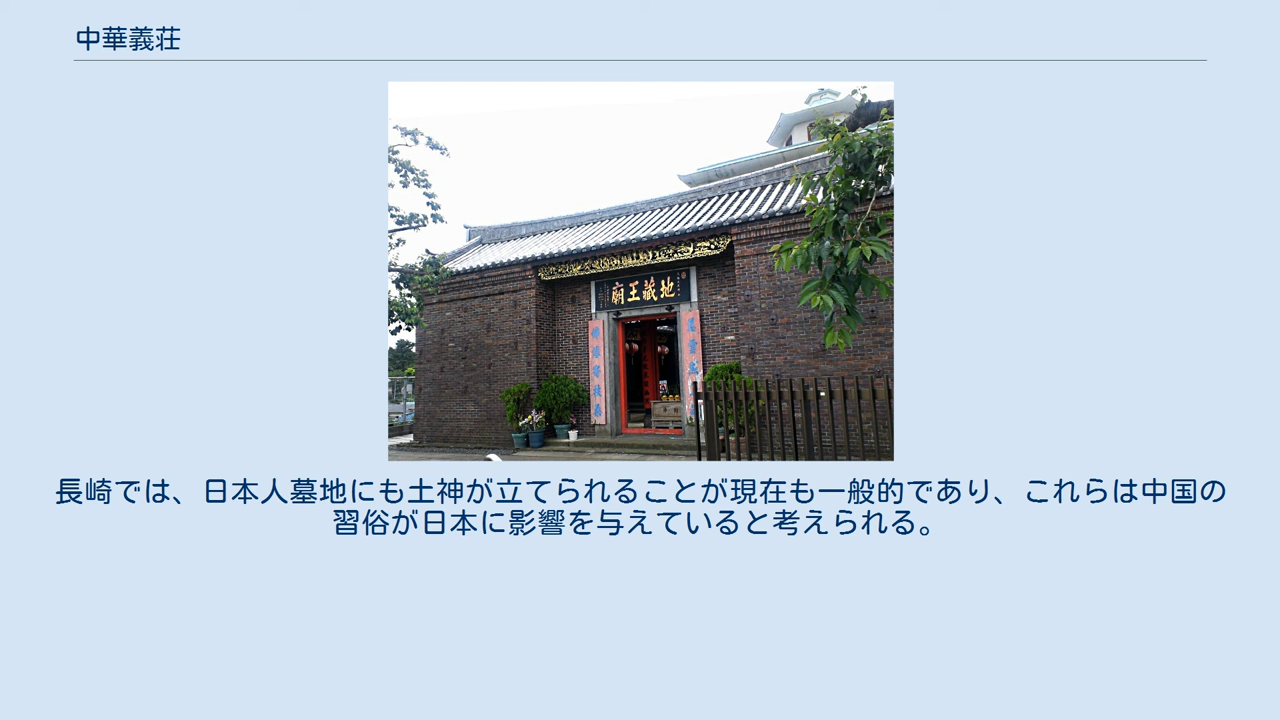 中華義荘
地藏王廟
長崎では、日本人墓地にも土神が立てられることが現在も一般的であり、これらは中国の
習俗が日本に影響を与えていると考えられる。